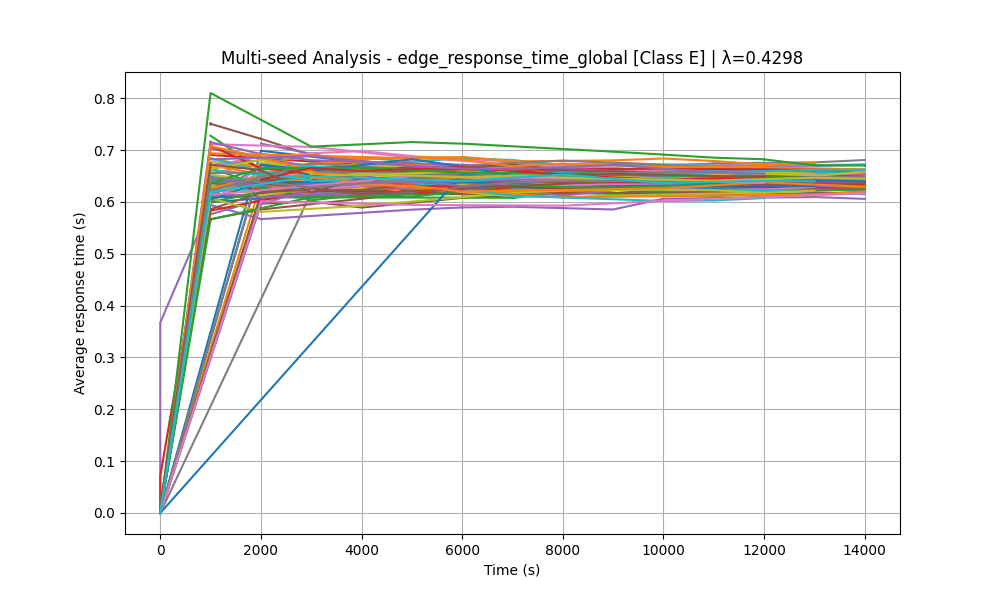 Multi-seed Analysis - edge_response_time_global [Class E] | λ=0.4298
0.8
0.7
0.6
0.5
0.4
0.3
0.2
0.1
0.0
Average response time (s)
0 2000 4000 6000 8000 10000 12000 14000
Time (s)